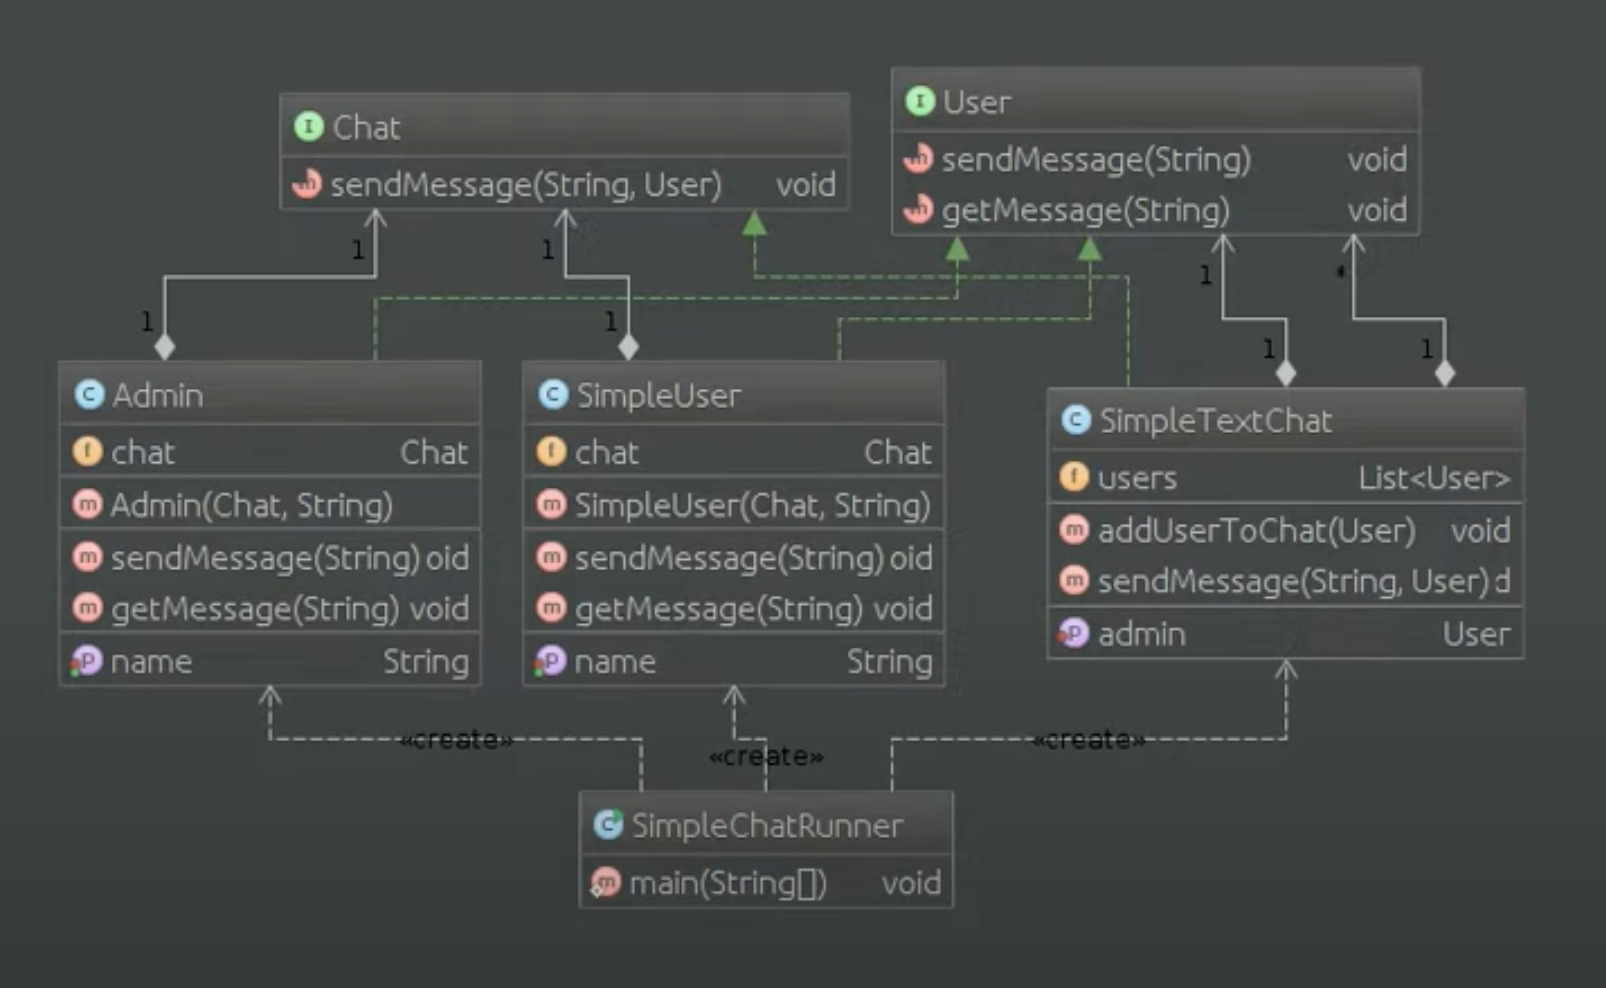 I Chat
m sendMessage(String, User) void
I User
m sendMessage(String) void
m getMessage(String) void
1
1
1
*
1
1
1
1
C Admin
f chat Chat
m Admin(Chat, String)
m sendMessage(String) oid
m getMessage(String) void
P name String
C SimpleUser
f chat Chat
m SimpleUser(Chat, String)
m sendMessage(String) oid
m getMessage(String) void
P name String
C SimpleTextChat
f users List<User>
m addUserToChat(User) void
m sendMessage(String, User) d
P admin User
«create»
«create»
«create»
C SimpleChatRunner
m main(String[]) void